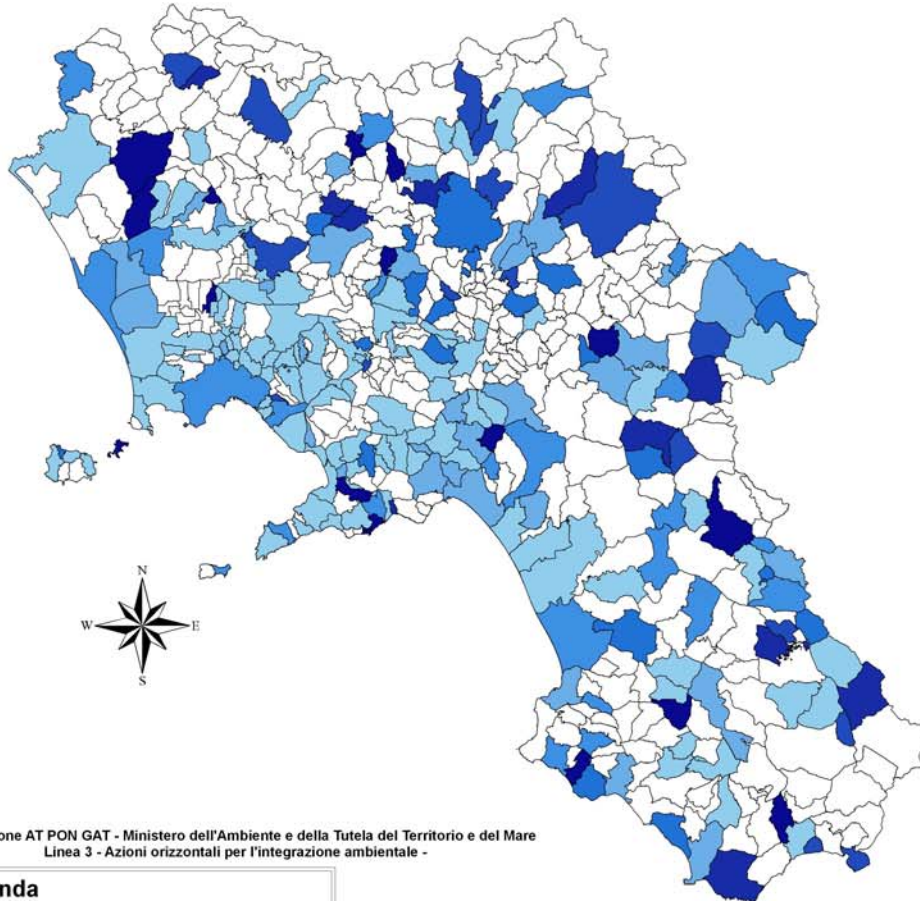 N
W E
S
one AT PON GAT - Ministero dell'Ambiente e della Tutela del Territorio e del Mare
Linea 3 - Azioni orizzontali per l'integrazione ambientale -
nda